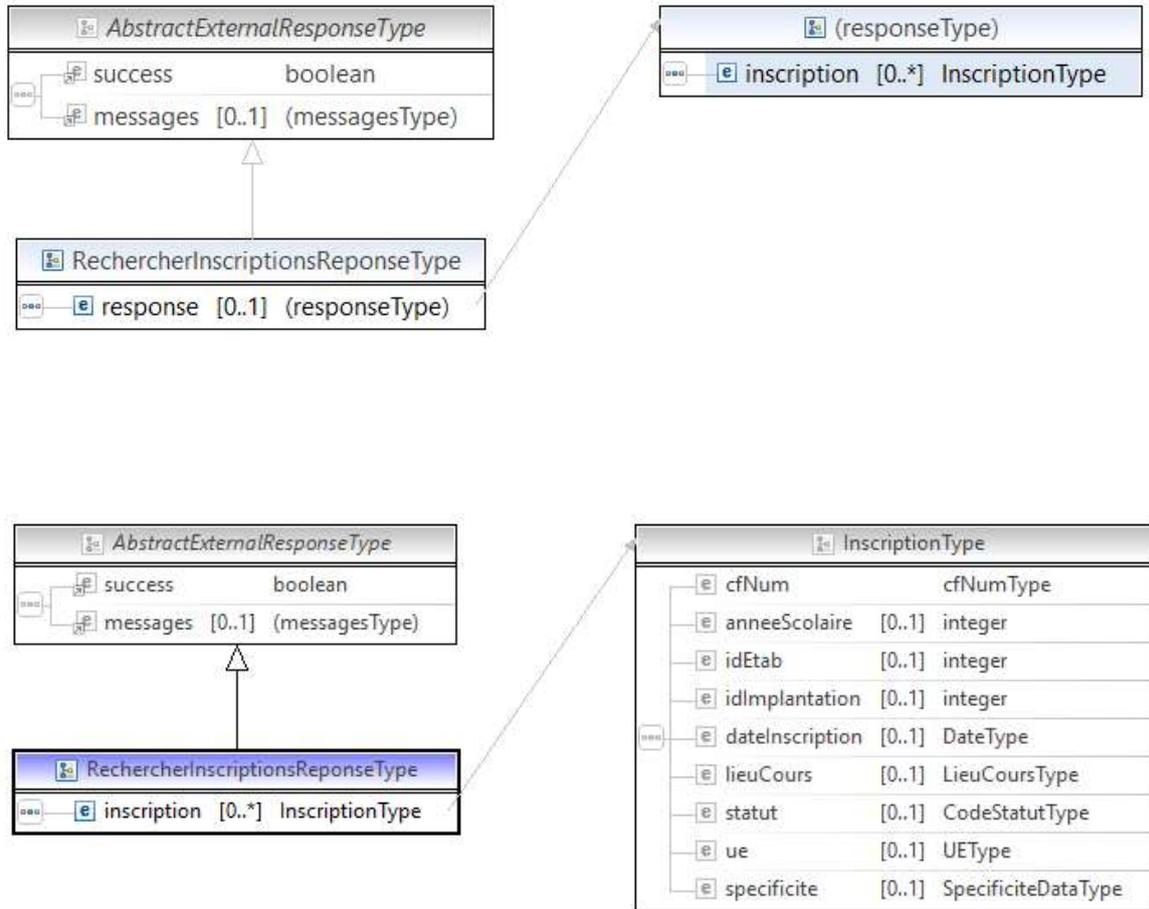 AbstractExternalResponseType
success boolean
messages [0..1] (messagesType)
(responseType)
inscription [0..*] InscriptionType
RechercherInscriptionsReponseType
response [0..1] (responseType)
AbstractExternalResponseType
success boolean
messages [0..1] (messagesType)
RechercherInscriptionsReponseType
inscription [0..*] InscriptionType
InscriptionType
cfNum cfNumType
anneeScolaire [0..1] integer
idEtab [0..1] integer
idImplantation [0..1] integer
dateInscription [0..1] DateType
lieuCours [0..1] LieuCoursType
statut [0..1] CodeStatutType
ue [0..1] UEType
specificite [0..1] SpecificiteDataType